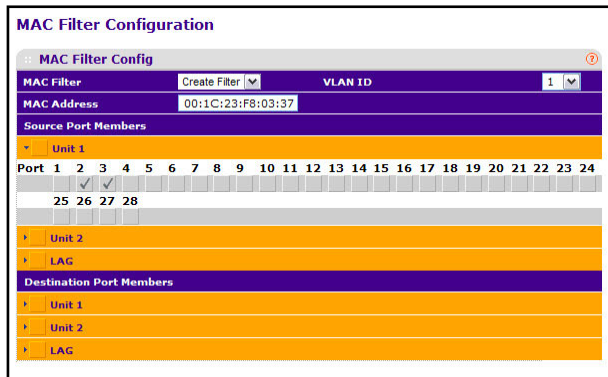 MAC Filter Configuration
MAC Filter Config
MAC Filter Create Filter VLAN ID 1
MAC Address 00:1C:23:F8:03:37
Source Port Members
Unit 1
Port 1 2 3 4 5 6 7 8 9 10 11 12 13 14 15 16 17 18 19 20 21 22 23 24
25 26 27 28
Unit 2
LAG
Destination Port Members
Unit 1
Unit 2
LAG